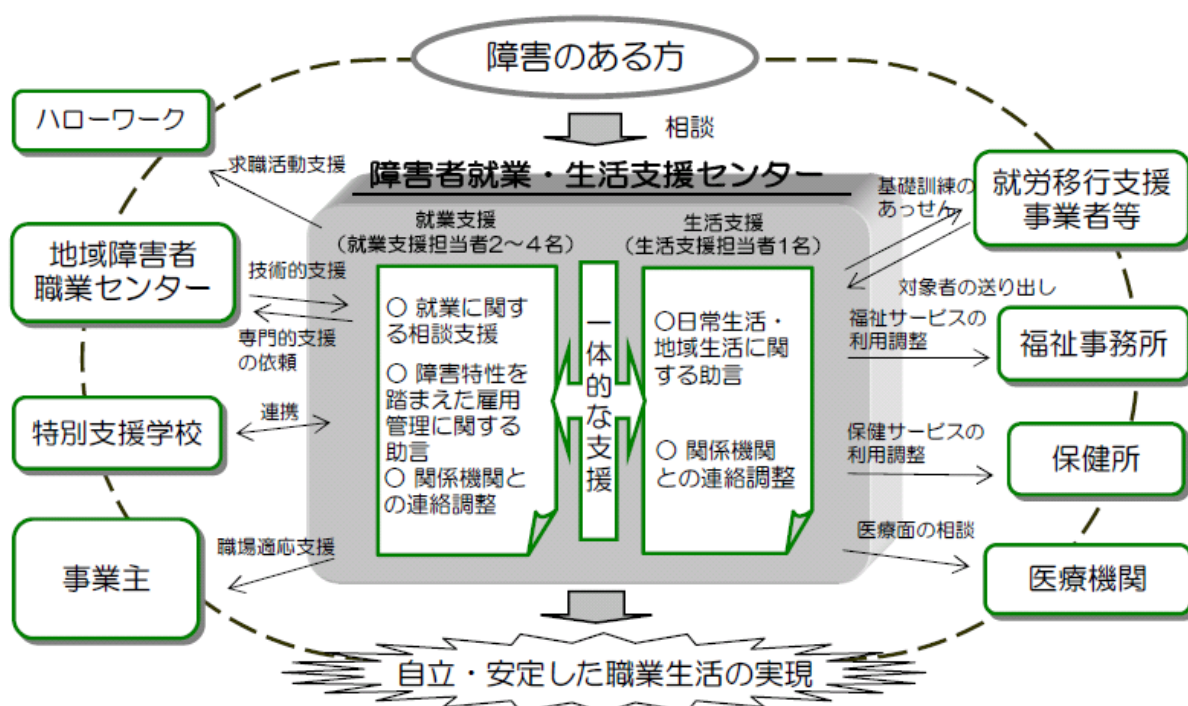 障害のある方
相談
ハローワーク
求職活動支援
地域障害者
職業センター
技術的支援
専門的支援
の依頼
特別支援学校
連携
事業主
職場適応支援
障害者就業・生活支援センター
就業支援
（就業支援担当者2～4名）
○ 就業に関す
る相談支援
○ 障害特性を
踏まえた雇用
管理に関する
助言
○ 関係機関と
の連絡調整
一体的な支援
生活支援
（生活支援担当者1名）
○日常生活・
地域生活に関
する助言
○ 関係機関
との連絡調整
基礎訓練の
あっせん
就労移行支援
事業者等
対象者の送り出し
福祉サービスの
利用調整
福祉事務所
保健サービスの
利用調整
保健所
医療面の相談
医療機関
自立・安定した職業生活の実現